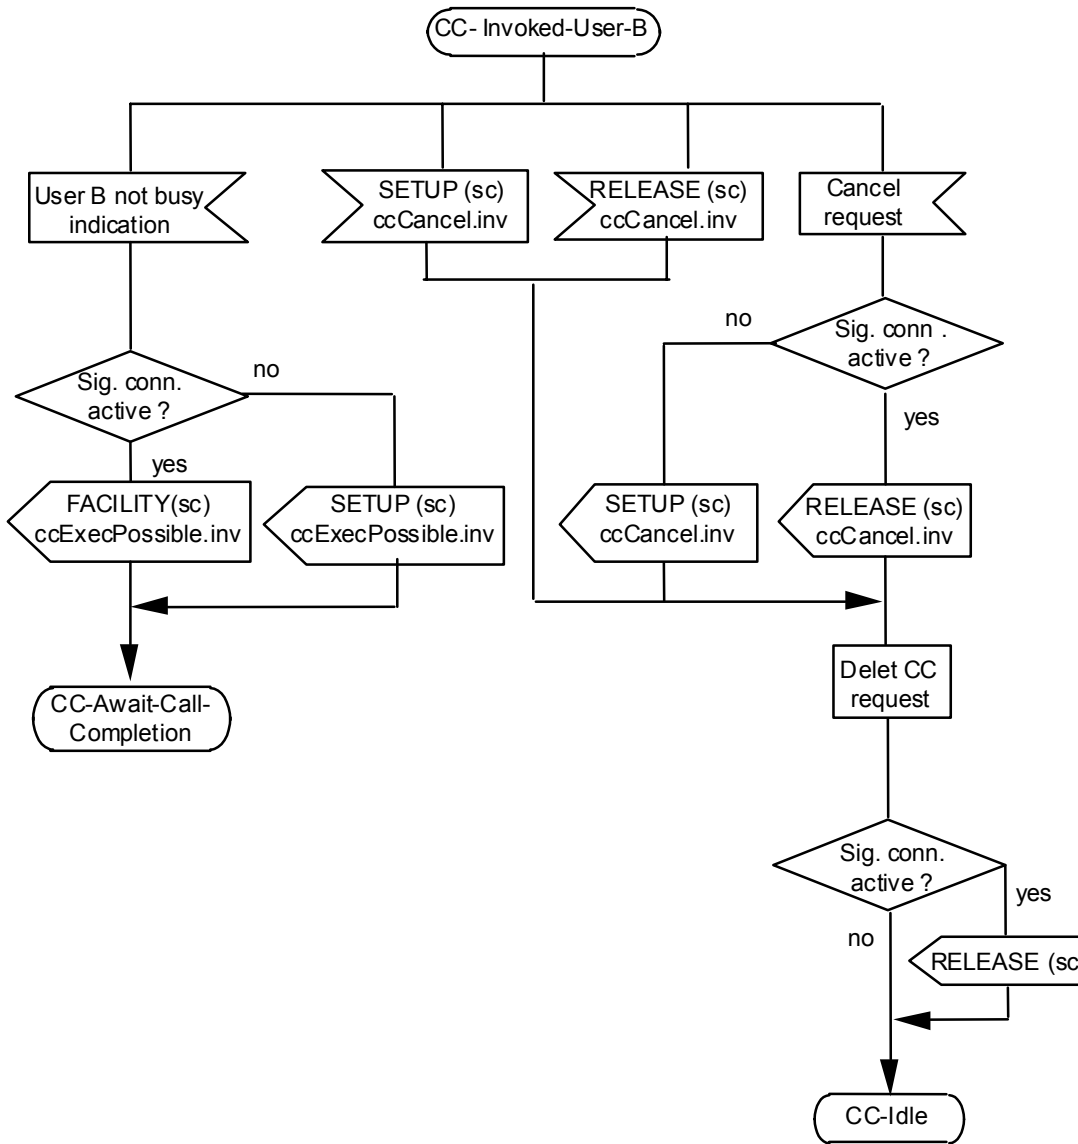 CC- Invoked-User-B
User B not busy
indication
SETUP (sc)
ccCancel.inv
RELEASE (sc)
ccCancel.inv
Cancel
request
no
Sig. conn .
active ?
yes
Sig. conn.
active ?
no
yes
FACILITY(sc)
ccExecPossible.inv
SETUP (sc)
ccExecPossible.inv
SETUP (sc)
ccCancel.inv
RELEASE (sc)
ccCancel.inv
CC-Await-Call-
Completion
Delet CC
request
Sig. conn.
active ?
yes
no
RELEASE (sc
CC-Idle